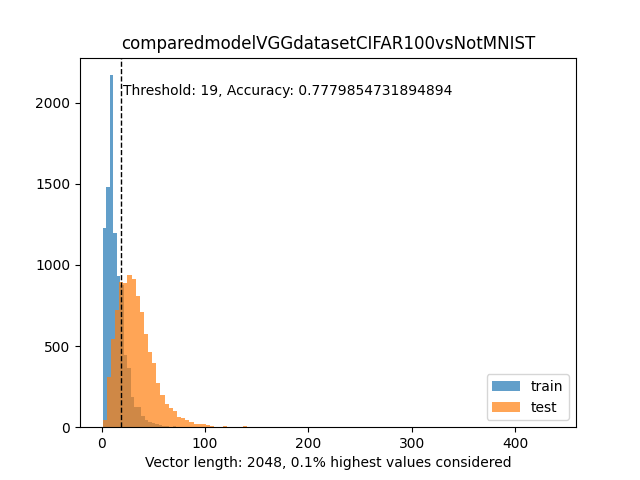 comparedmodelVGGdatasetCIFAR100vsNotMNIST
Threshold: 19, Accuracy: 0.7779854731894894
2000
1500
1000
500
0
train
test
0 100 200 300 400
Vector length: 2048, 0.1% highest values considered